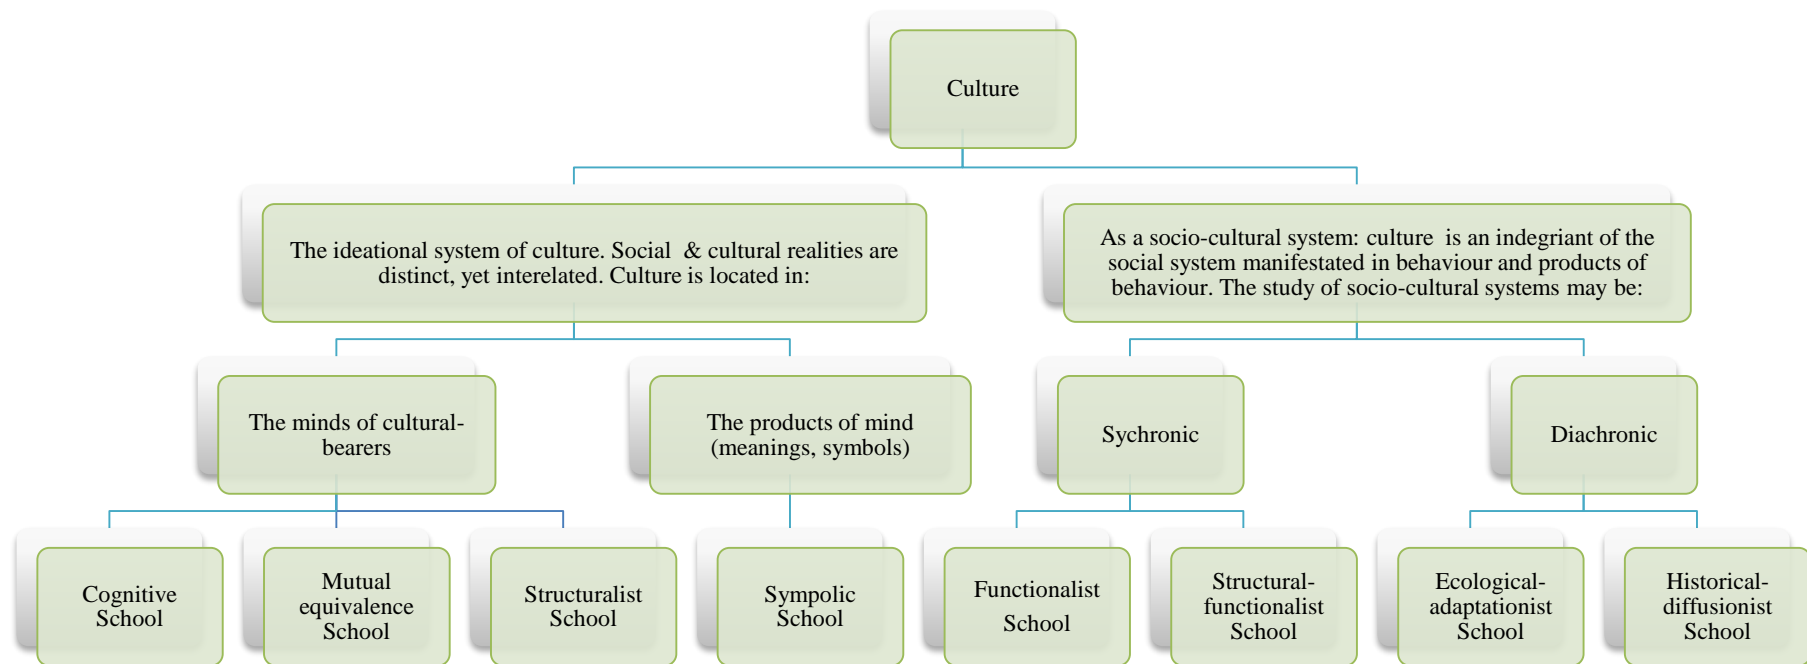 Culture
The ideational system of culture. Social & cultural realities are
distinct, yet interelated. Culture is located in:
As a socio-cultural system: culture is an indegriant of the
social system manifestated in behaviour and products of
behaviour. The study of socio-cultural systems may be:
The minds of cultural-
bearers
The products of mind
(meanings, symbols)
Sychronic
Diachronic
Cognitive
School
Mutual
equivalence
School
Structuralist
School
Sympolic
School
Functionalist
School
Structural-
functionalist
School
Ecological-
adaptationist
School
Historical-
diffusionist
School